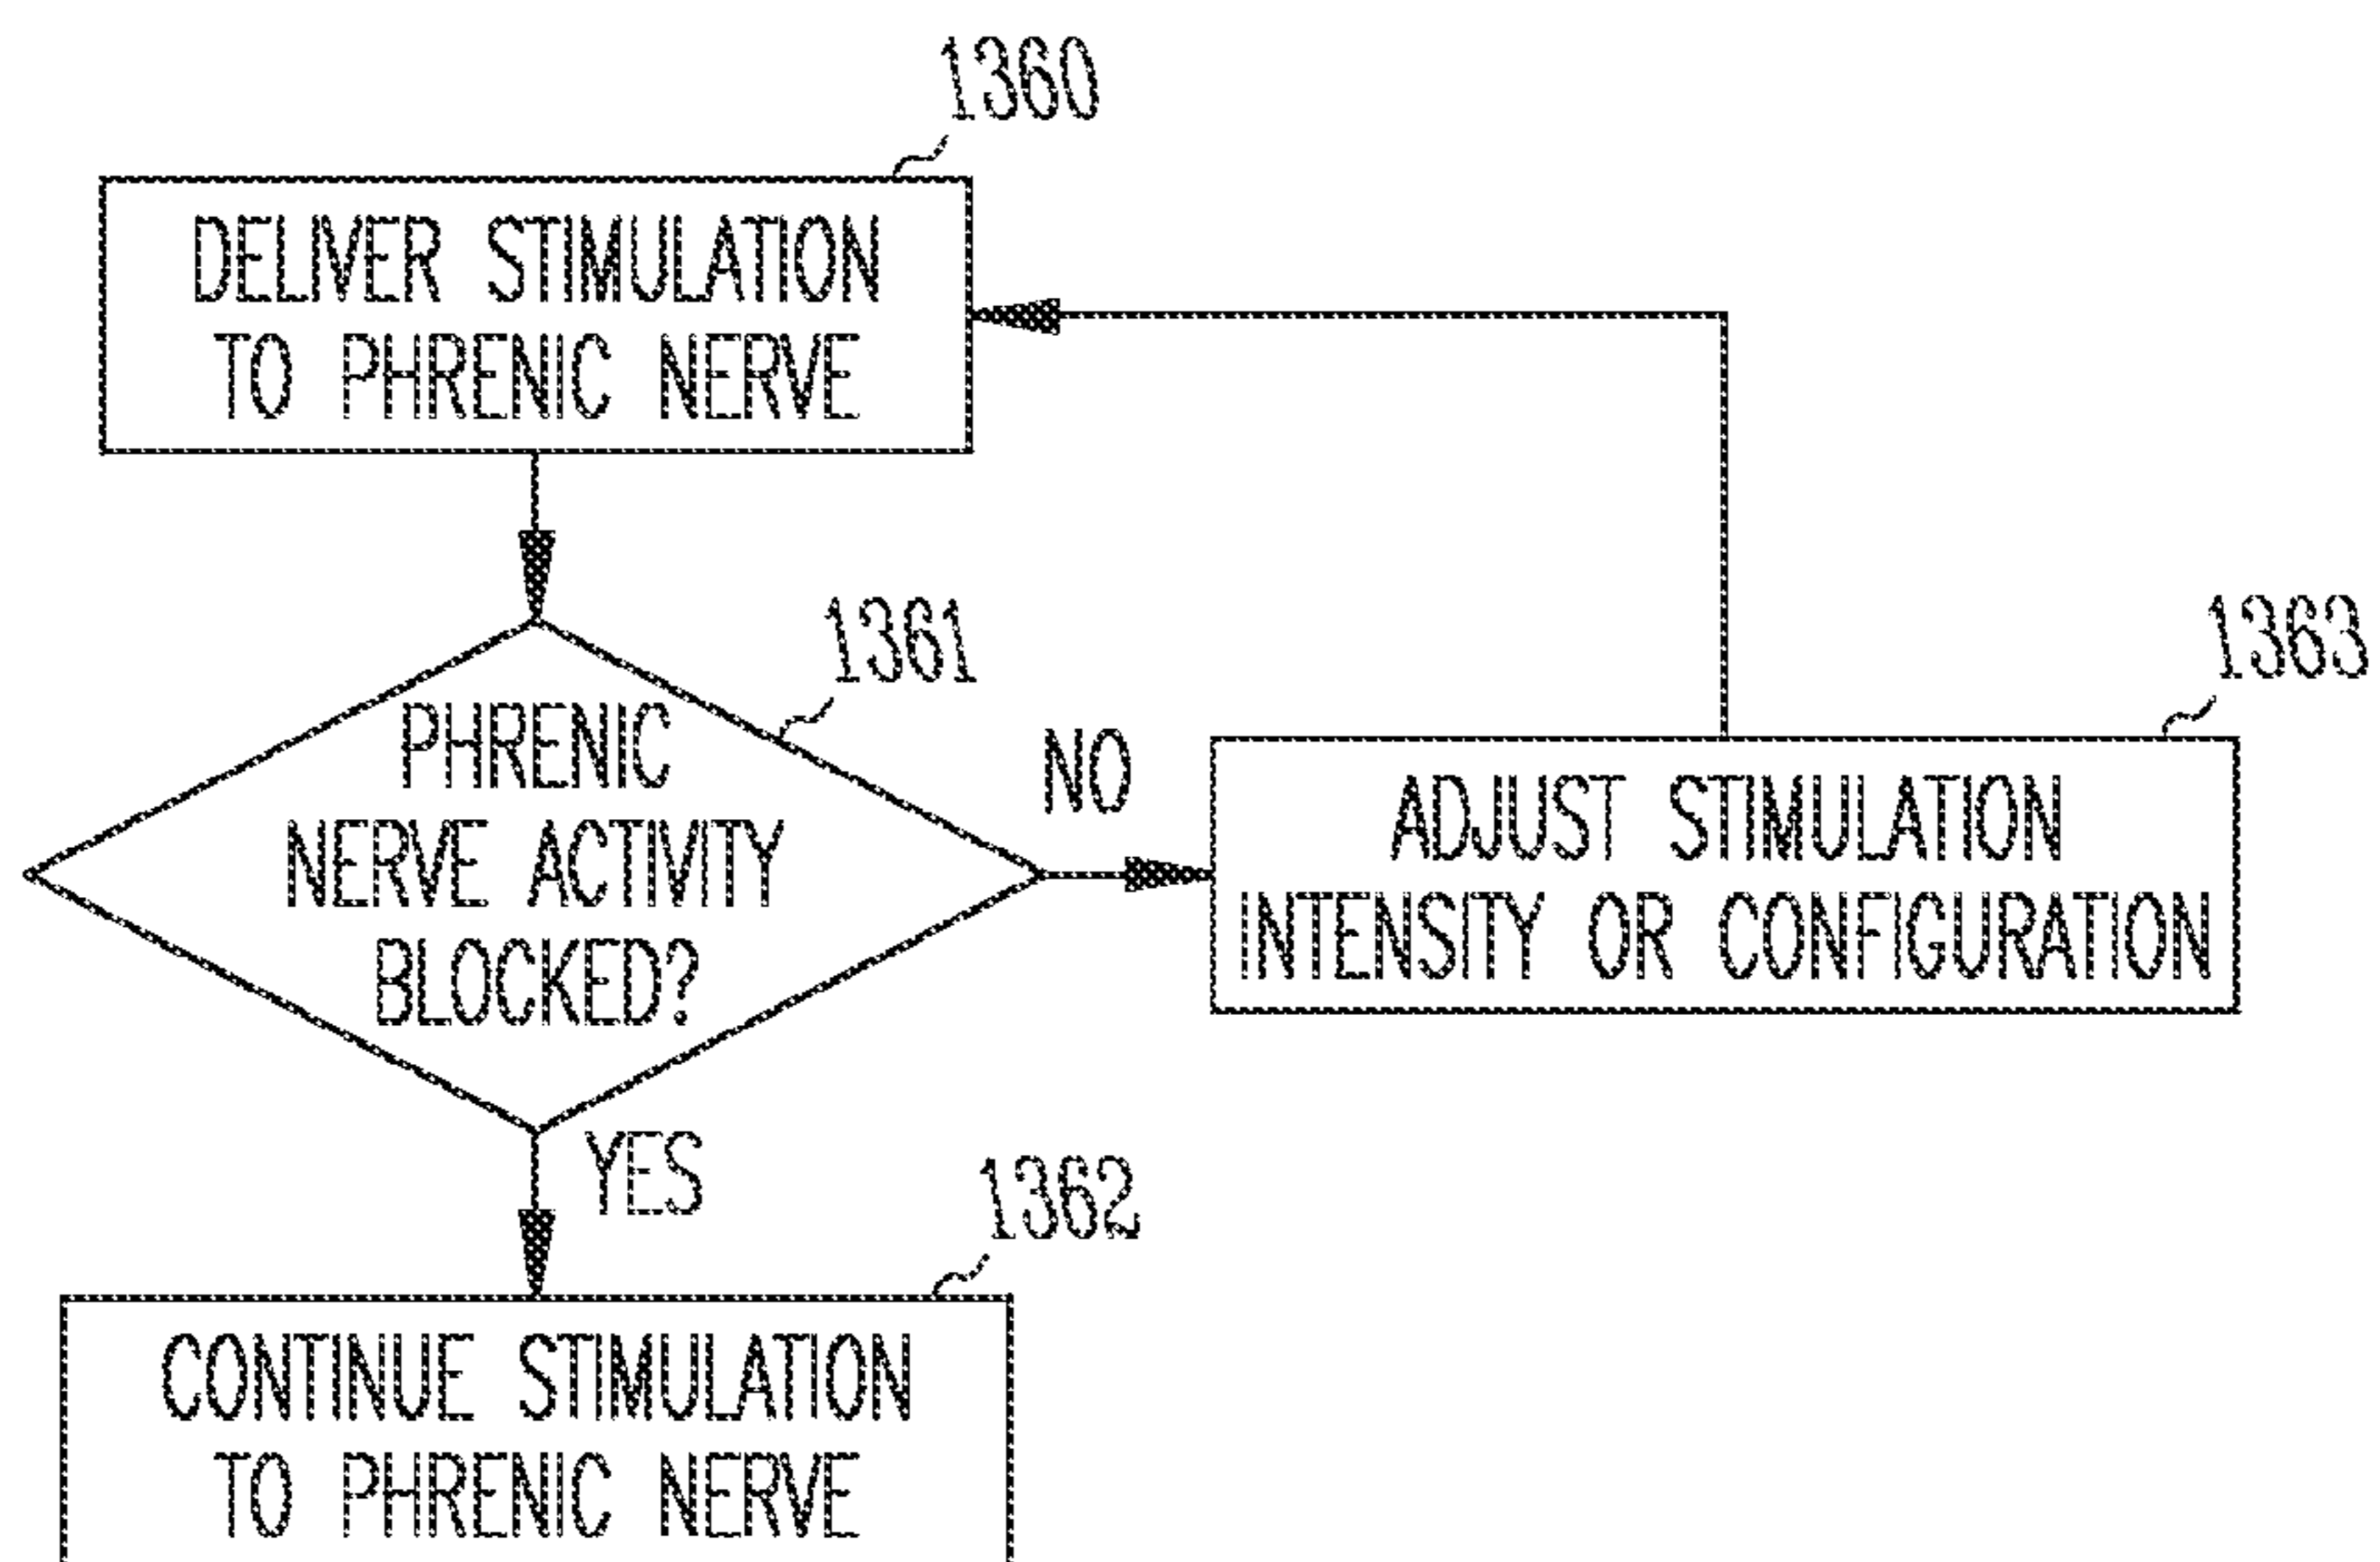 1360
DELIVER STIMULATION
TO PHRENIC NERVE
1361
PHRENIC
NERVE ACTIVITY
BLOCKED?
NO
1363
ADJUST STIMULATION
INTENSITY OR CONFIGURATION
YES
1362
CONTINUE STIMULATION
TO PHRENIC NERVE